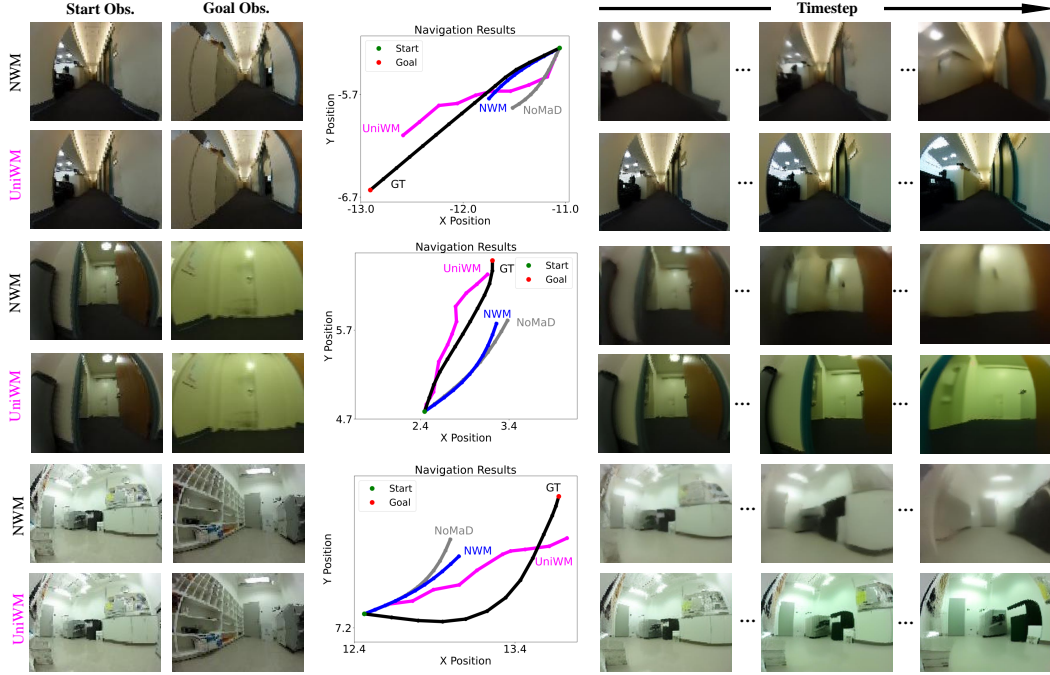 Start Obs. Goal Obs. Timestep
NWM
UniWM
Navigation Results
Start
Goal
-5.7
-6.7
-13.0 -12.0 -11.0
X Position
Y Position
UniWM
NWM
NoMaD
GT
...
...
...
...
NWM
UniWM
Navigation Results
Start
Goal
5.7
4.7
2.4 3.4
X Position
Y Position
UniWM
GT
NWM
NoMaD
...
...
...
...
NWM
UniWM
Navigation Results
Start
Goal
7.2
12.4 13.4
X Position
Y Position
GT
NoMaD
NWM
UniWM
...
...
...
...